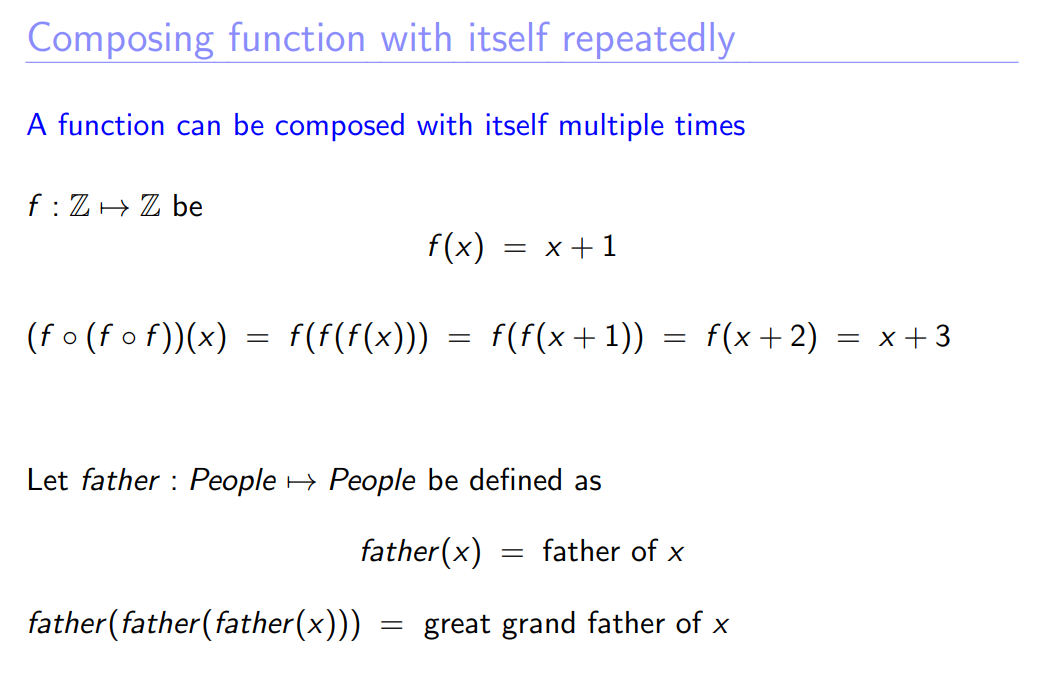 Composing function with itself repeatedly
A function can be composed with itself multiple times
f : ℤ ↦ ℤ be
f(x) = x + 1
(f ∘ (f ∘ f))(x) = f(f(f(x))) = f(f(x + 1)) = f(x + 2) = x + 3
Let father : People ↦ People be defined as
father(x) = father of x
father(father(father(x))) = great grand father of x